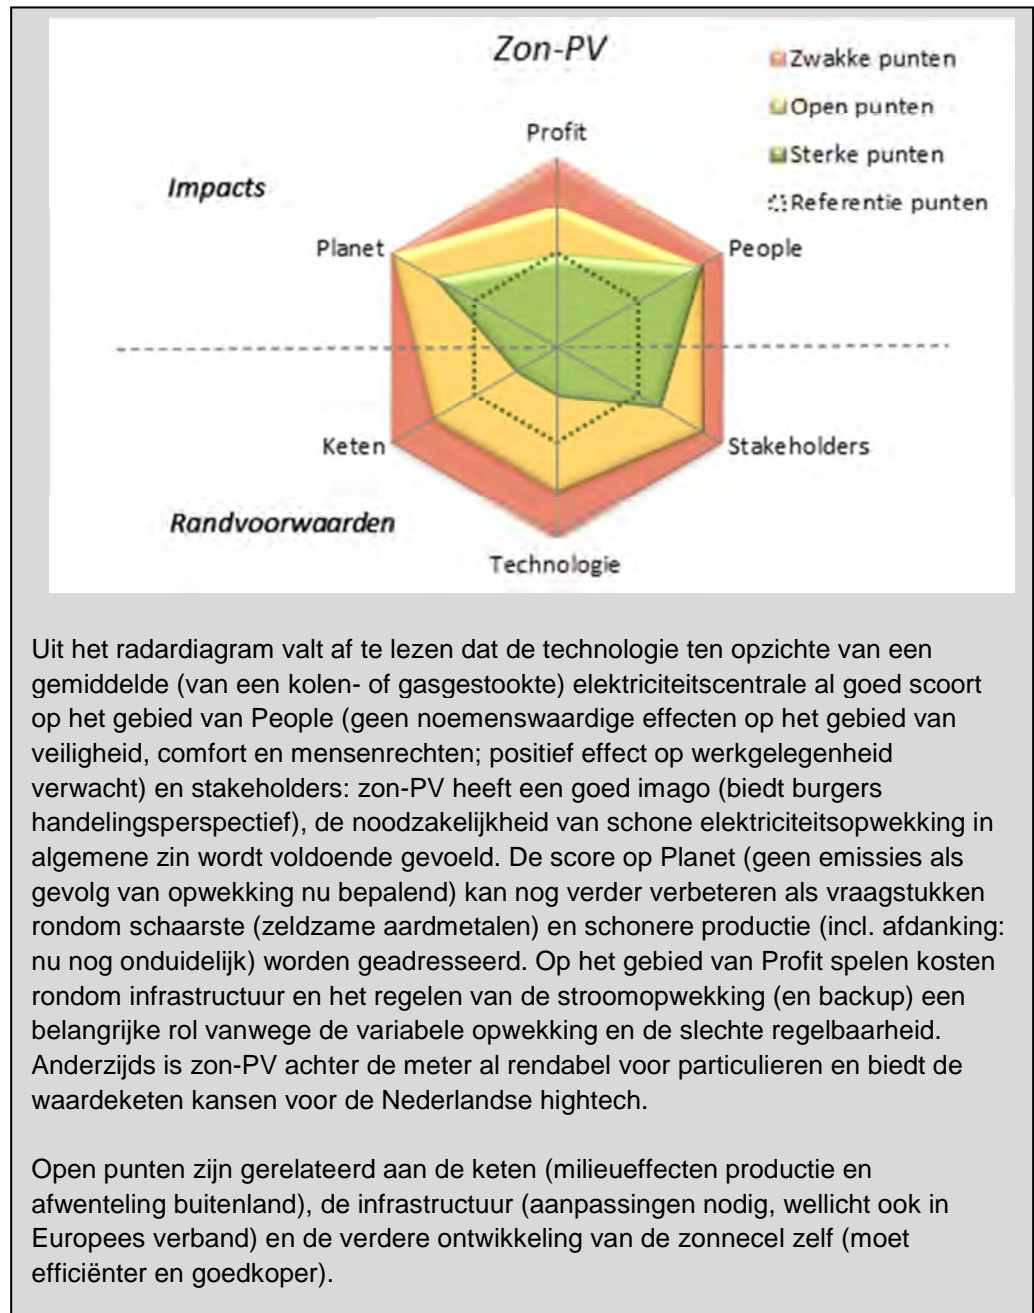 Zon-PV
Zwakke punten
Open punten
Sterke punten
Referentie punten
Profit
Impacts
Planet
People
Keten
Stakeholders
Randvoorwaarden
Technologie
Uit het radardiagram valt af te lezen dat de technologie ten opzichte van een
gemiddelde (van een kolen- of gasgestookte) elektriciteitscentrale al goed scoort
op het gebied van People (geen noemenswaardige effecten op het gebied van
veiligheid, comfort en mensenrechten; positief effect op werkgelegenheid
verwacht) en stakeholders: zon-PV heeft een goed imago (biedt burgers
handelingsperspectief), de noodzakelijkheid van schone elektriciteitsopwekking in
algemene zin wordt voldoende gevoeld. De score op Planet (geen emissies als
gevolg van opwekking nu bepalend) kan nog verder verbeteren als vraagstukken
rondom schaarste (zeldzame aardmetalen) en schonere productie (incl. afdanking:
nu nog onduidelijk) worden geadresseerd. Op het gebied van Profit spelen kosten
rondom infrastructuur en het regelen van de stroomopwekking (en backup) een
belangrijke rol vanwege de variabele opwekking en de slechte regelbaarheid.
Anderzijds is zon-PV achter de meter al rendabel voor particulieren en biedt de
waardeketen kansen voor de Nederlandse hightech.
Open punten zijn gerelateerd aan de keten (milieueffecten productie en
afwenteling buitenland), de infrastructuur (aanpassingen nodig, wellicht ook in
Europees verband) en de verdere ontwikkeling van de zonnecel zelf (moet
efficiënter en goedkoper).